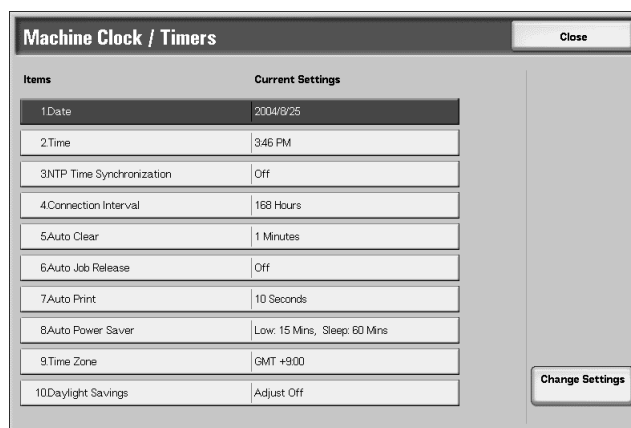 Machine Clock / Timers
Close
Items Current Settings
1.Date 2004/8/25
2.Time 3:46 PM
3.NTP Time Synchronization Off
4.Connection Interval 168 Hours
5.Auto Clear 1 Minutes
6.Auto Job Release Off
7.Auto Print 10 Seconds
8.Auto Power Saver Low: 15 Mins, Sleep: 60 Mins
9.Time Zone GMT +9:00
10.Daylight Savings Adjust Off
Change Settings